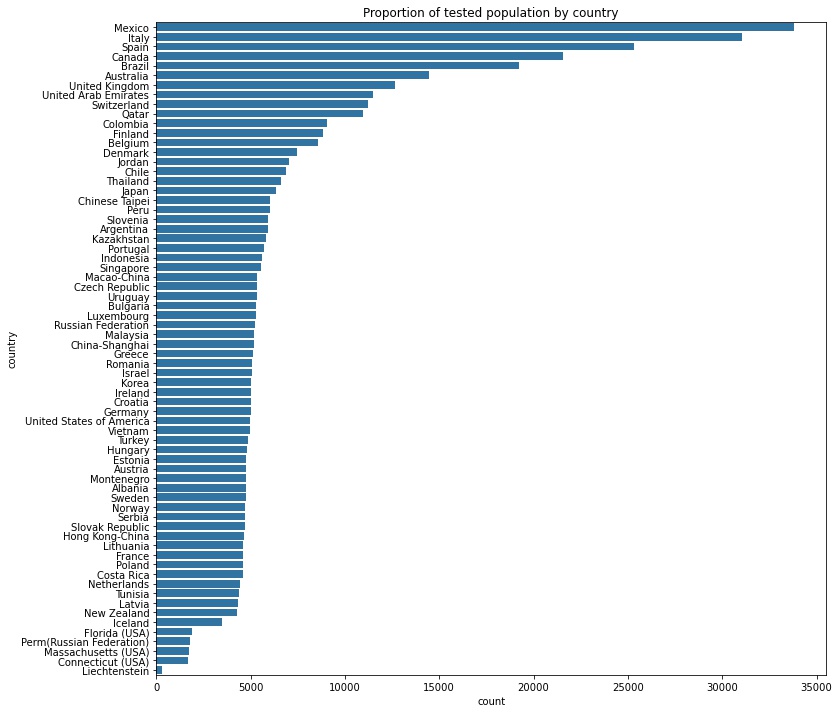 Proportion of tested population by country
country
Mexico
Italy
Spain
Canada
Brazil
Australia
United Kingdom
United Arab Emirates
Switzerland
Qatar
Colombia
Finland
Belgium
Denmark
Jordan
Chile
Thailand
Japan
Chinese Taipei
Peru
Slovenia
Argentina
Kazakhstan
Portugal
Indonesia
Singapore
Macao-China
Czech Republic
Uruguay
Bulgaria
Luxembourg
Russian Federation
Malaysia
China-Shanghai
Greece
Romania
Israel
Korea
Ireland
Croatia
Germany
United States of America
Vietnam
Turkey
Hungary
Estonia
Austria
Montenegro
Albania
Sweden
Norway
Serbia
Slovak Republic
Hong Kong-China
Lithuania
France
Poland
Costa Rica
Netherlands
Tunisia
Latvia
New Zealand
Iceland
Florida (USA)
Perm(Russian Federation)
Massachusetts (USA)
Connecticut (USA)
Liechtenstein
0 5000 10000 15000 20000 25000 30000 35000
count